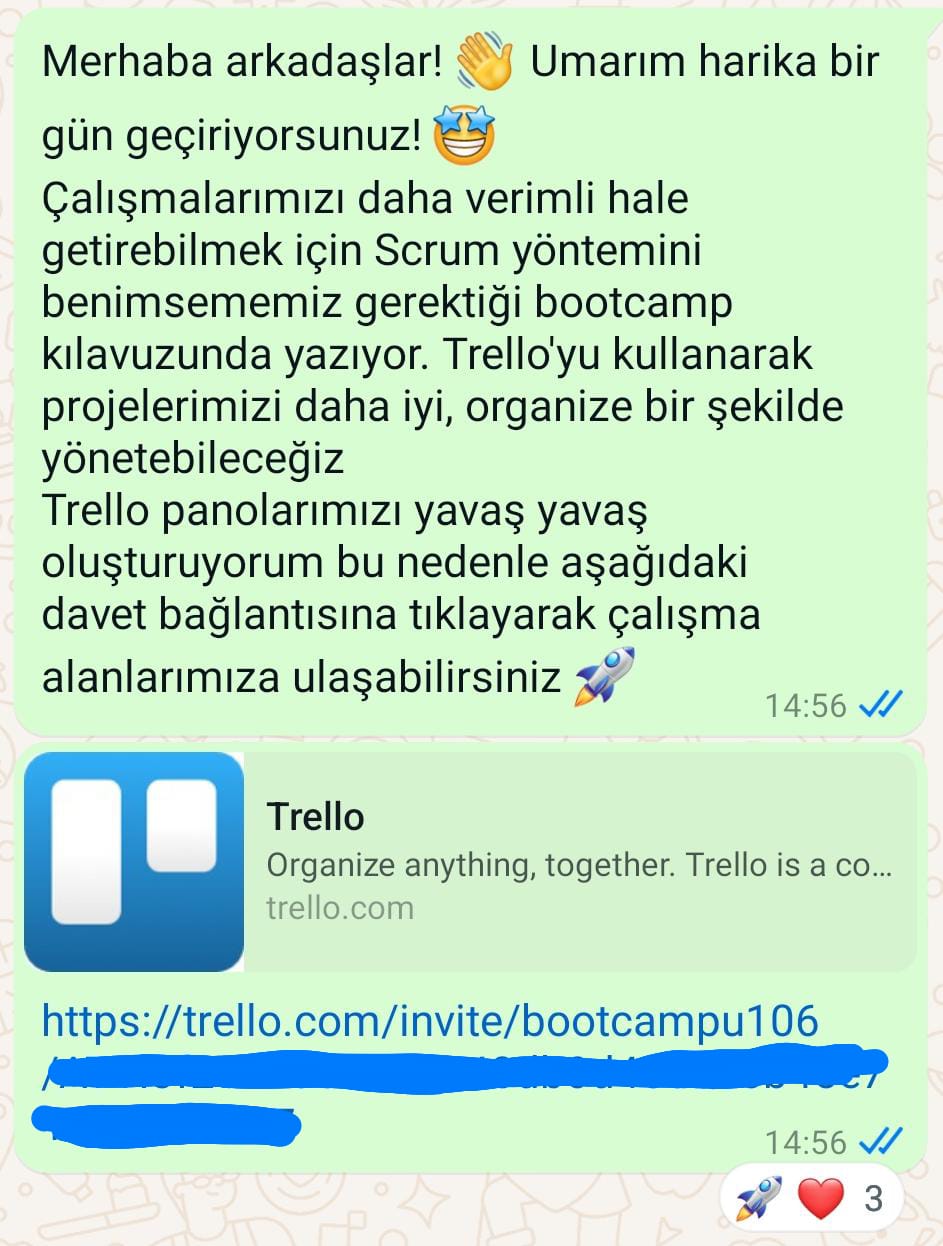 Merhaba arkadaşlar! 👋 Umarım harika bir
gün geçiriyorsunuz! 🤩
Çalışmalarımızı daha verimli hale
getirebilmek için Scrum yöntemini
benimsememiz gerektiği bootcamp
kılavuzunda yazıyor. Trello'yu kullanarak
projelerimizi daha iyi, organize bir şekilde
yönetebileceğiz
Trello panolarımızı yavaş yavaş
oluşturuyorum bu nedenle aşağıdaki
davet bağlantısına tıklayarak çalışma
alanlarımıza ulaşabilirsiniz 🚀
14:56
Trello
Organize anything, together. Trello is a co...
trello.com
https://trello.com/invite/bootcampu106
14:56
🚀 ❤️ 3